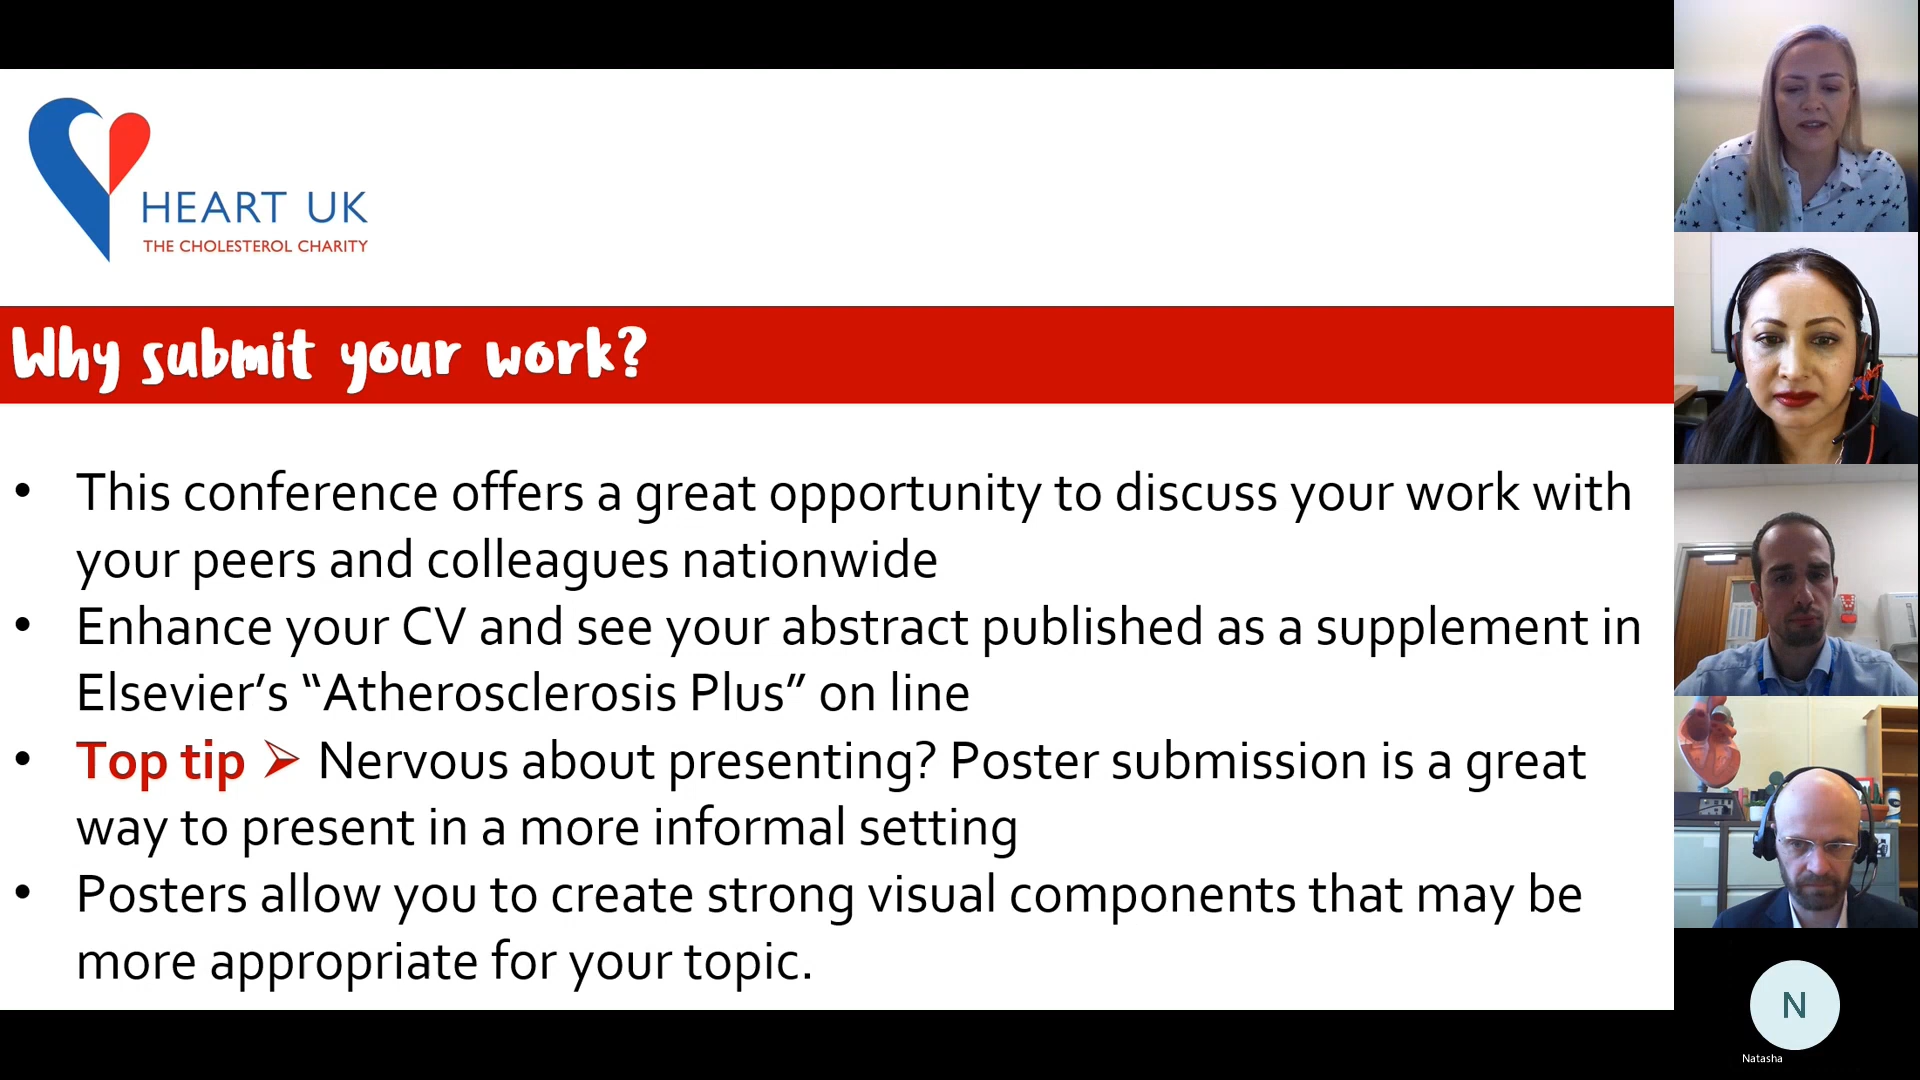 HEART UK
THE CHOLESTEROL CHARITY
Why submit your work?
• This conference offers a great opportunity to discuss your work with
your peers and colleagues nationwide
• Enhance your CV and see your abstract published as a supplement in
Elsevier’s “Atherosclerosis Plus” on line
• Top tip ➢ Nervous about presenting? Poster submission is a great
way to present in a more informal setting
• Posters allow you to create strong visual components that may be
more appropriate for your topic.
N
Natasha